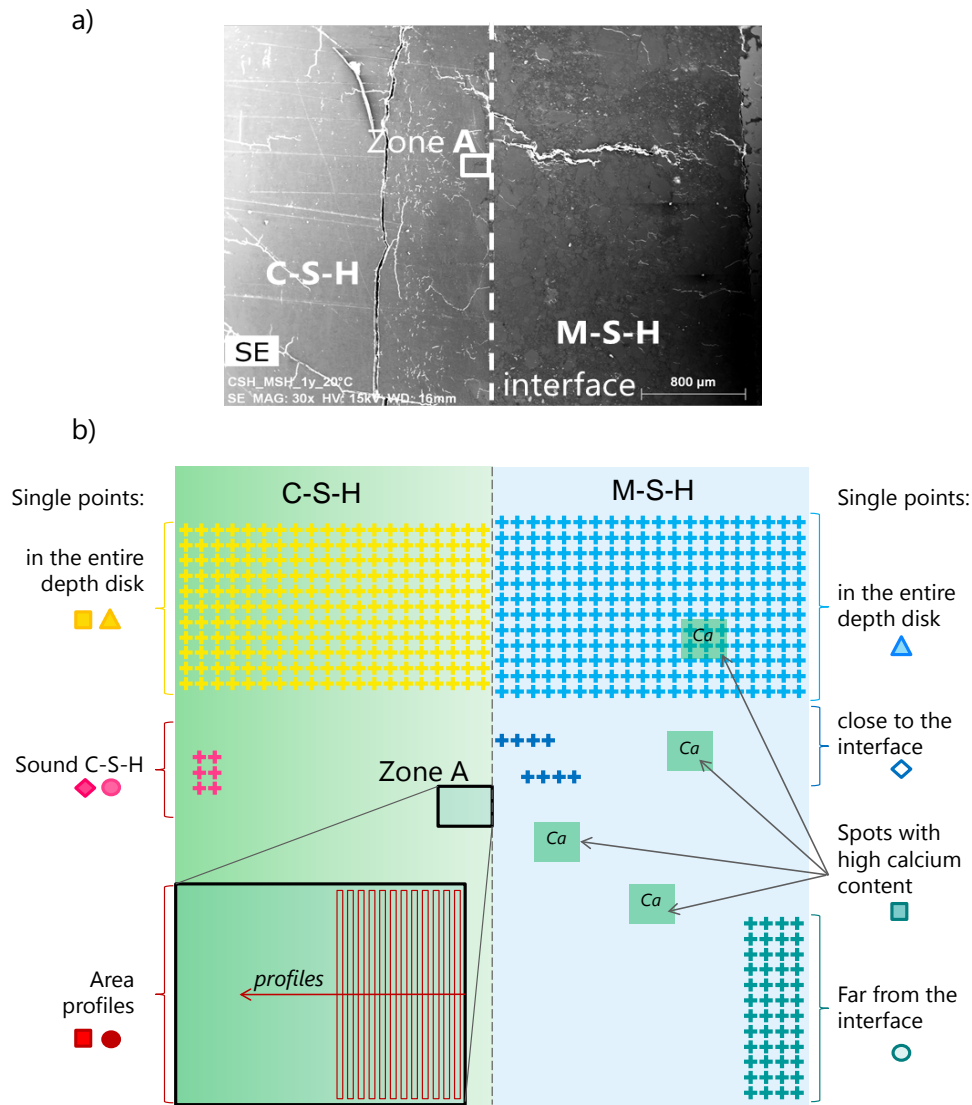 a)
Zone A
C-S-H
M-S-H
SE
interface
800 µm
CSH_MSH_1y_20°C
SE MAG: 30x HV: 15kV WD: 16mm
b)
C-S-H
M-S-H
Single points:
in the entire
depth disk
Sound C-S-H
Area
profiles
Zone A
profiles
Ca
Ca
Ca
Ca
Single points:
in the entire
depth disk
close to the
interface
Spots with
high calcium
content
Far from the
interface